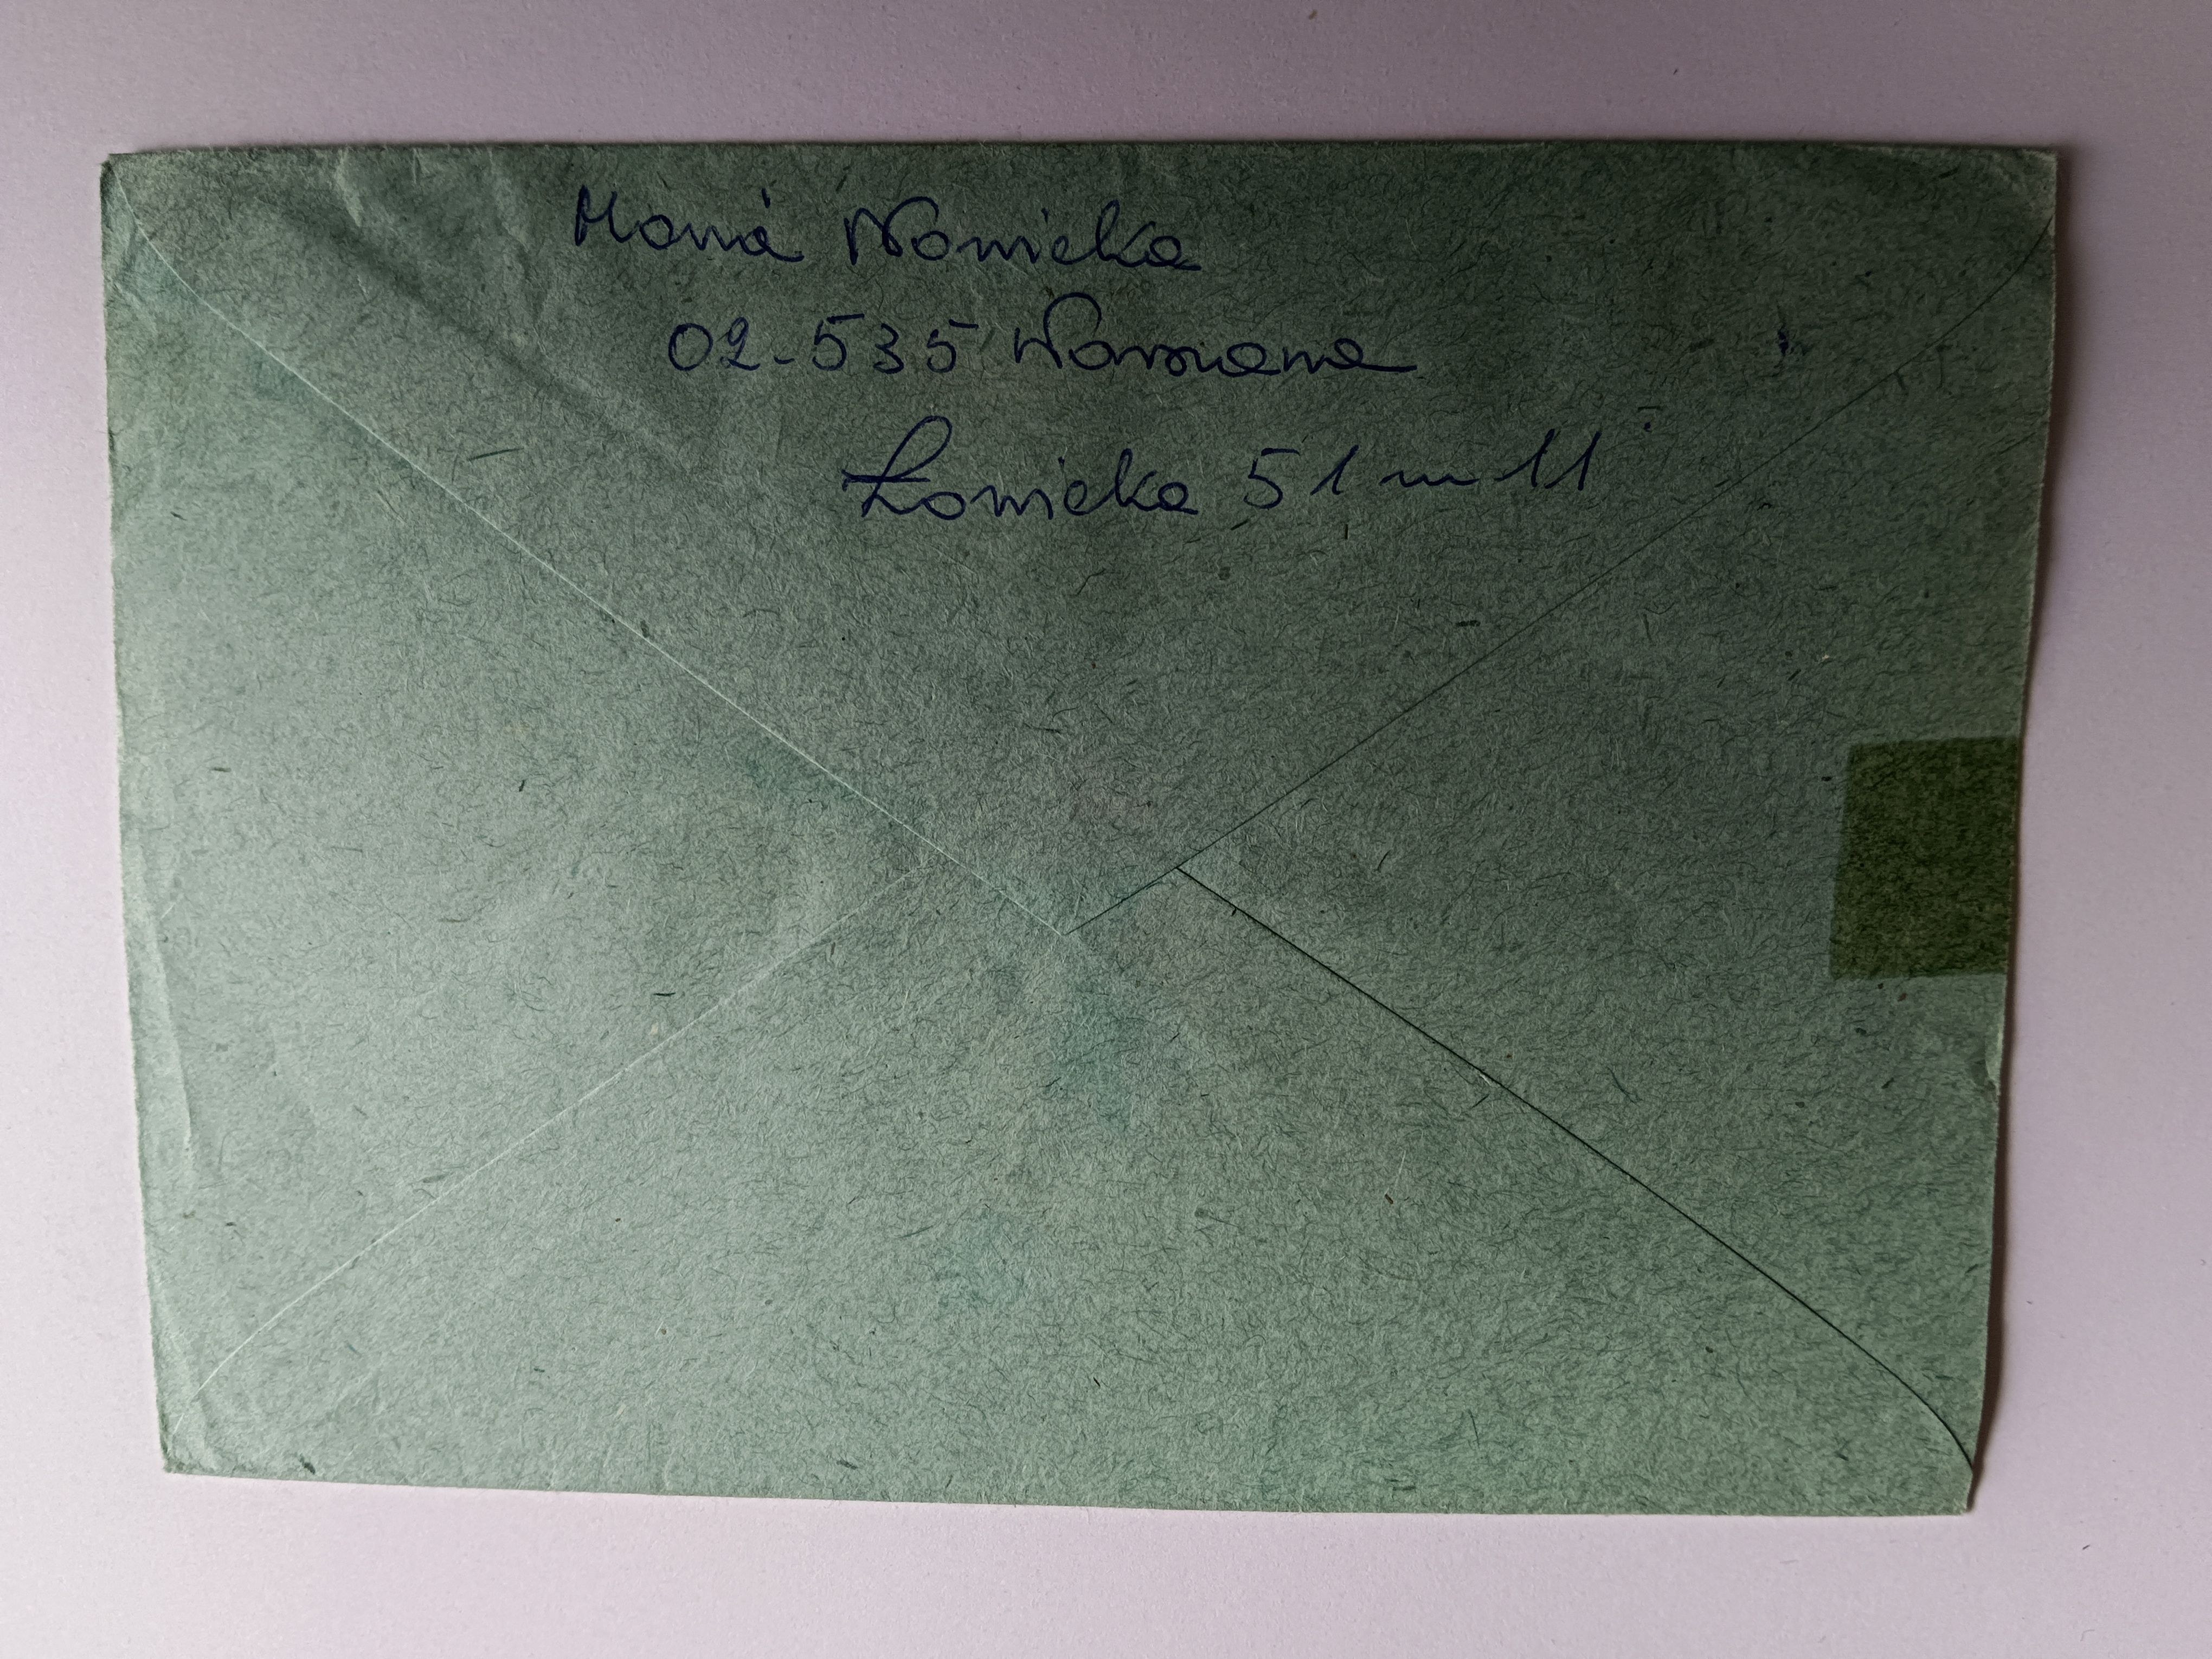 Maria Nowicka
02-535 Warszawa
Łowicka 51 m 11